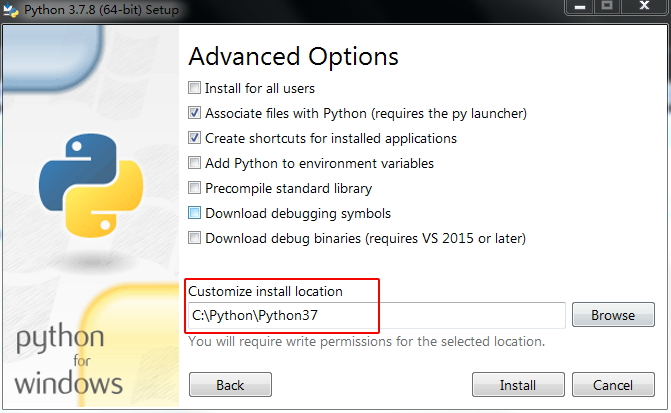 Python 3.7.8 (64-bit) Setup
Advanced Options
Install for all users
Associate files with Python (requires the py launcher)
Create shortcuts for installed applications
Add Python to environment variables
Precompile standard library
Download debugging symbols
Download debug binaries (requires VS 2015 or later)
Customize install location
C:\Python\Python37
Browse
You will require write permissions for the selected location.
python
for
windows
Back
Install
Cancel